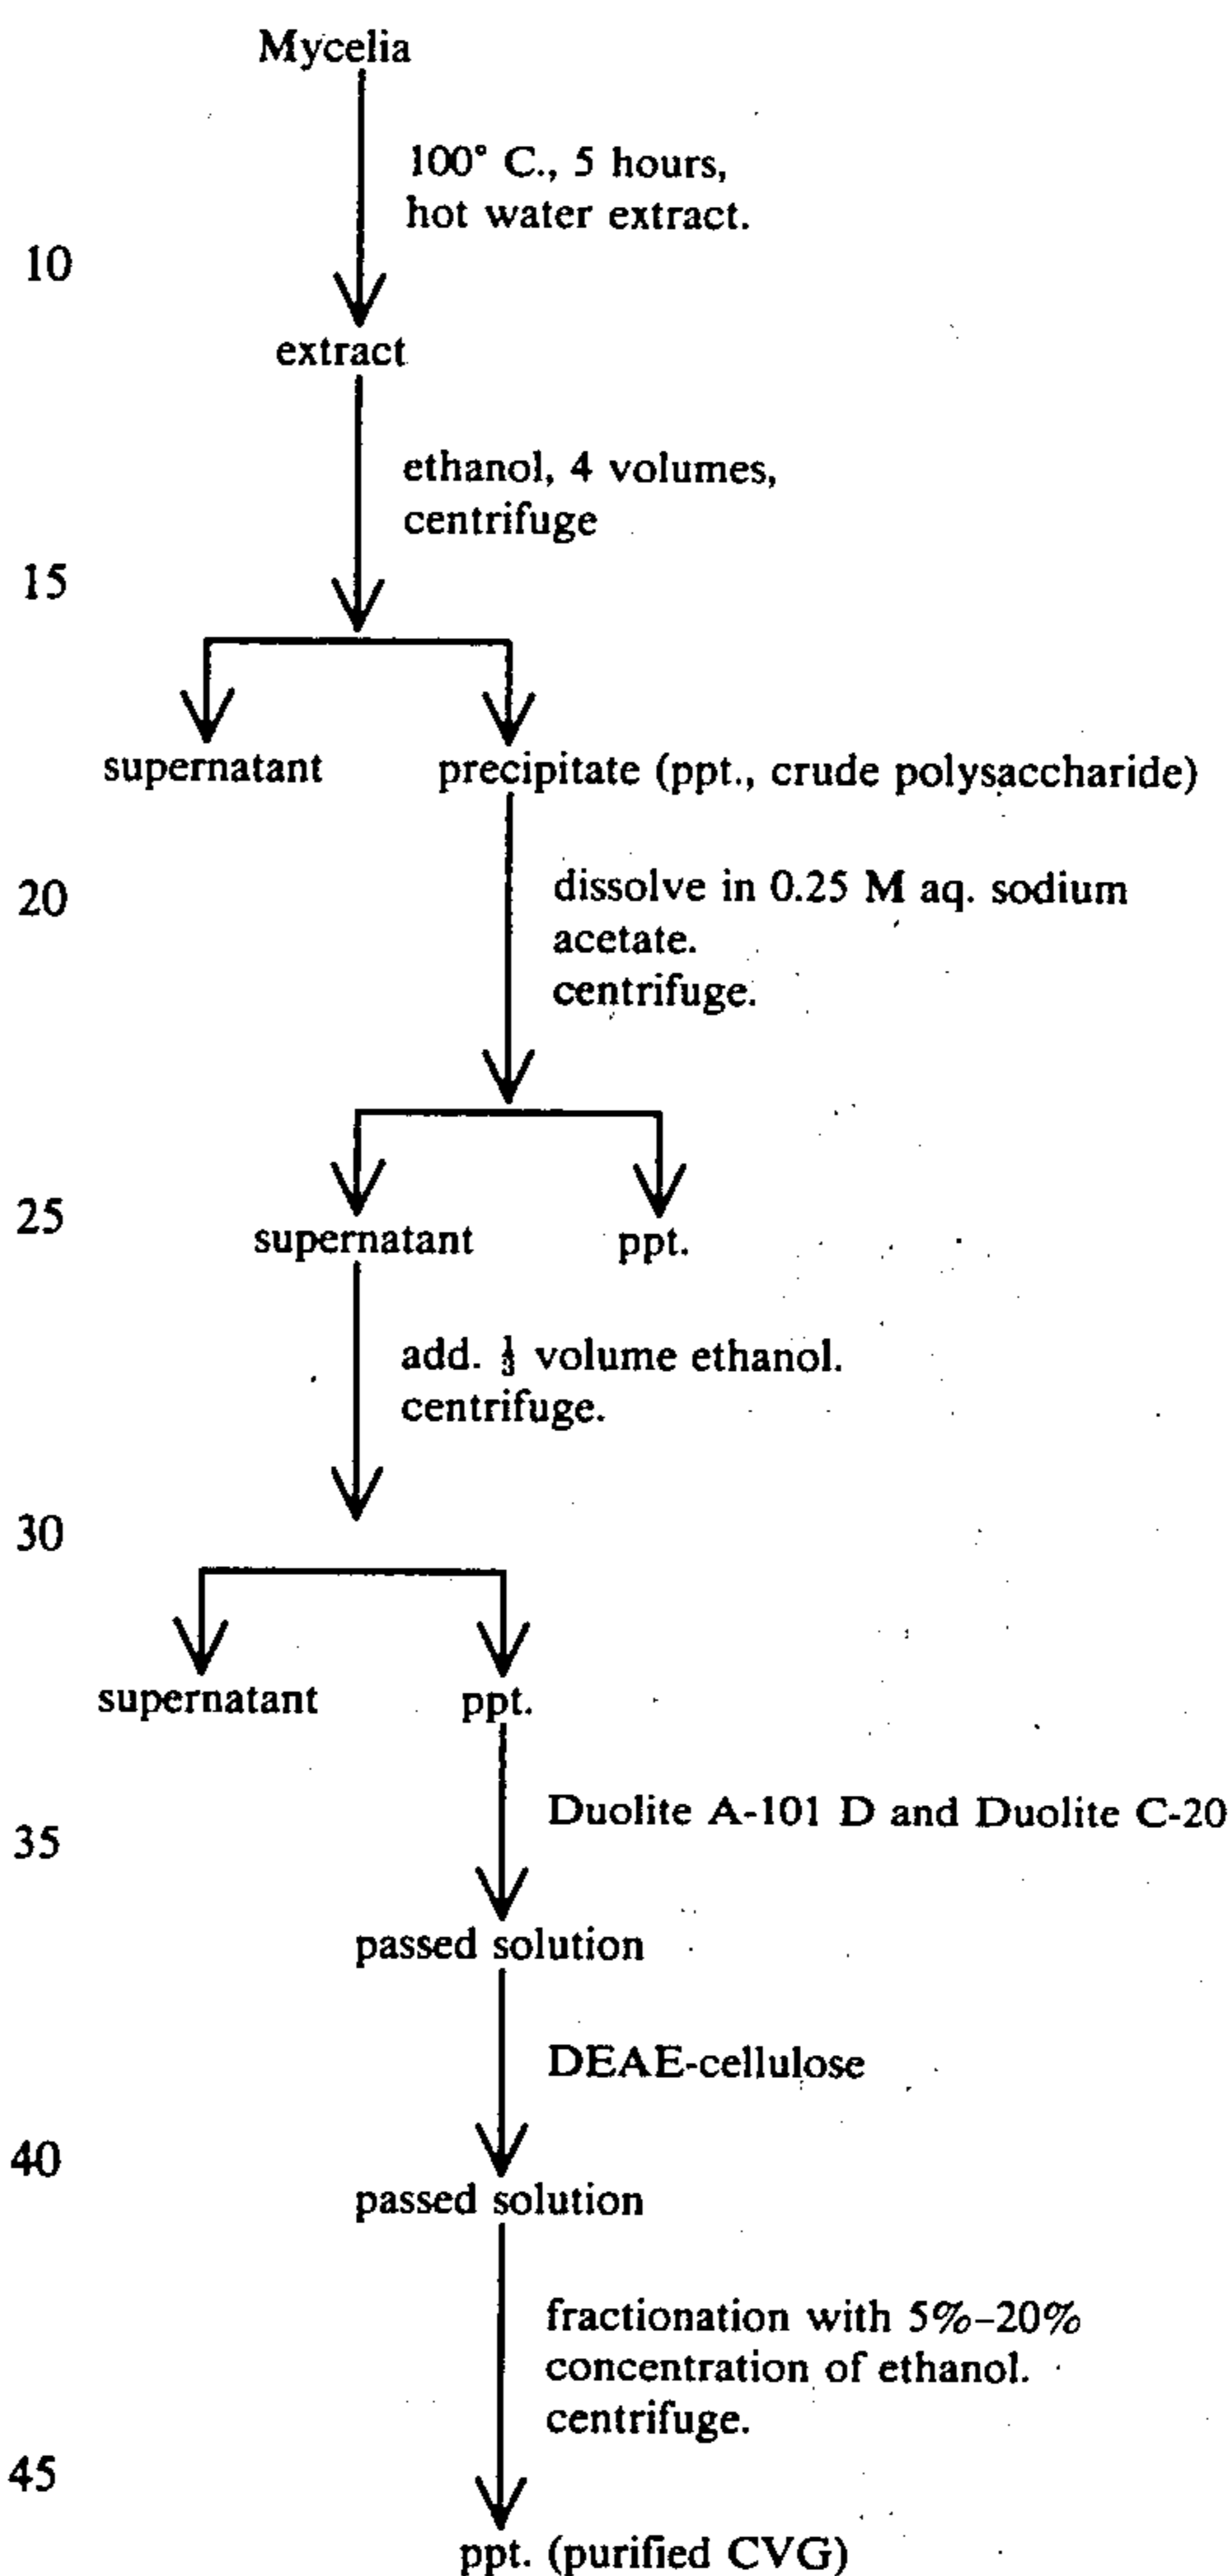 Mycelia
100° C., 5 hours,
hot water extract.
10
extract
ethanol, 4 volumes,
centrifuge
15
supernatant precipitate (ppt., crude polysaccharide)
20 dissolve in 0.25 M aq. sodium
acetate.
centrifuge.
25
supernatant ppt.
add. ⅓ volume ethanol.
centrifuge.
30
supernatant ppt.
Duolite A-101 D and Duolite C-20
35
passed solution
DEAE-cellulose
40
passed solution
fractionation with 5%–20%
concentration of ethanol.
centrifuge.
45
ppt. (purified CVG)